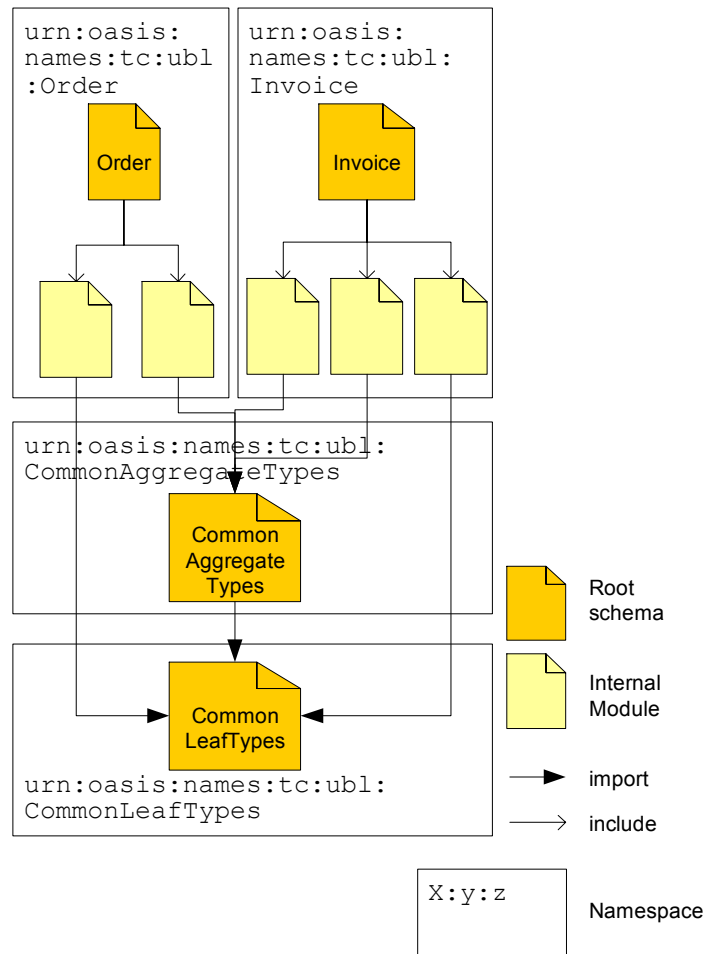 urn:oasis:
names:tc:ubl
:Order
Order
urn:oasis:
names:tc:ubl:
Invoice
Invoice
urn:oasis:names:tc:ubl:
CommonAggregateTypes
Common
Aggregate
Types
Common
LeafTypes
urn:oasis:names:tc:ubl:
CommonLeafTypes
Root
schema
Internal
Module
import
include
X:y:z
Namespace